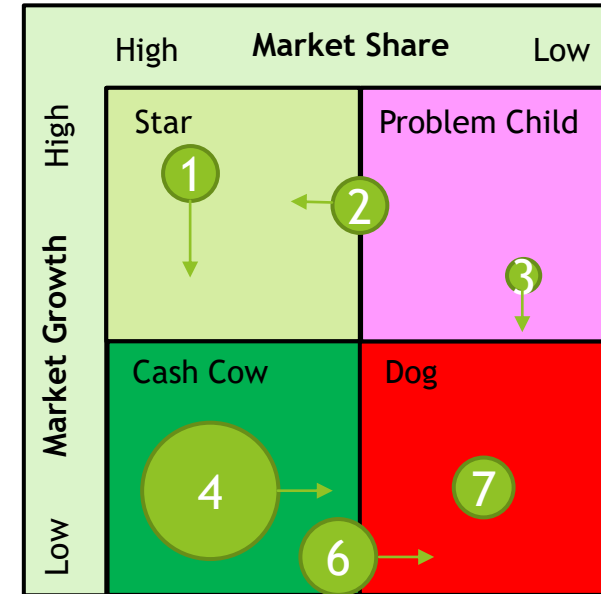 High Market Share Low
High
Star
Problem Child
1
2
3
Market Growth
Cash Cow
Dog
4
7
6
Low